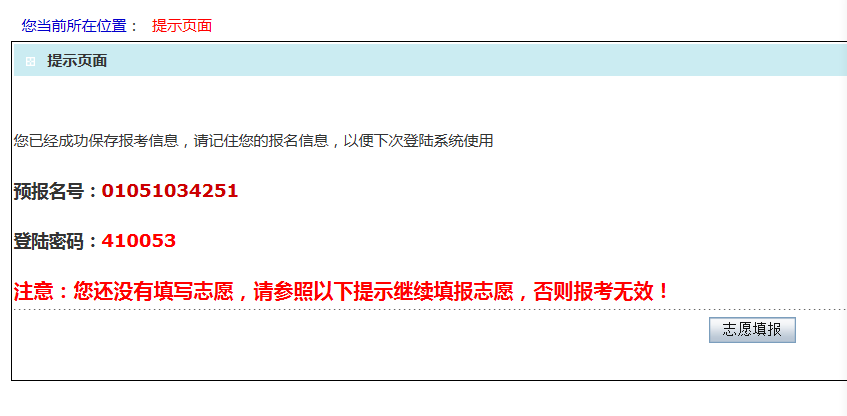 您当前所在位置： 提示页面
提示页面
您已经成功保存报考信息，请记住您的报名信息，以便下次登陆系统使用
预报名号：01051034251
登陆密码：410053
注意：您还没有填写志愿，请参照以下提示继续填报志愿，否则报考无效！
志愿填报